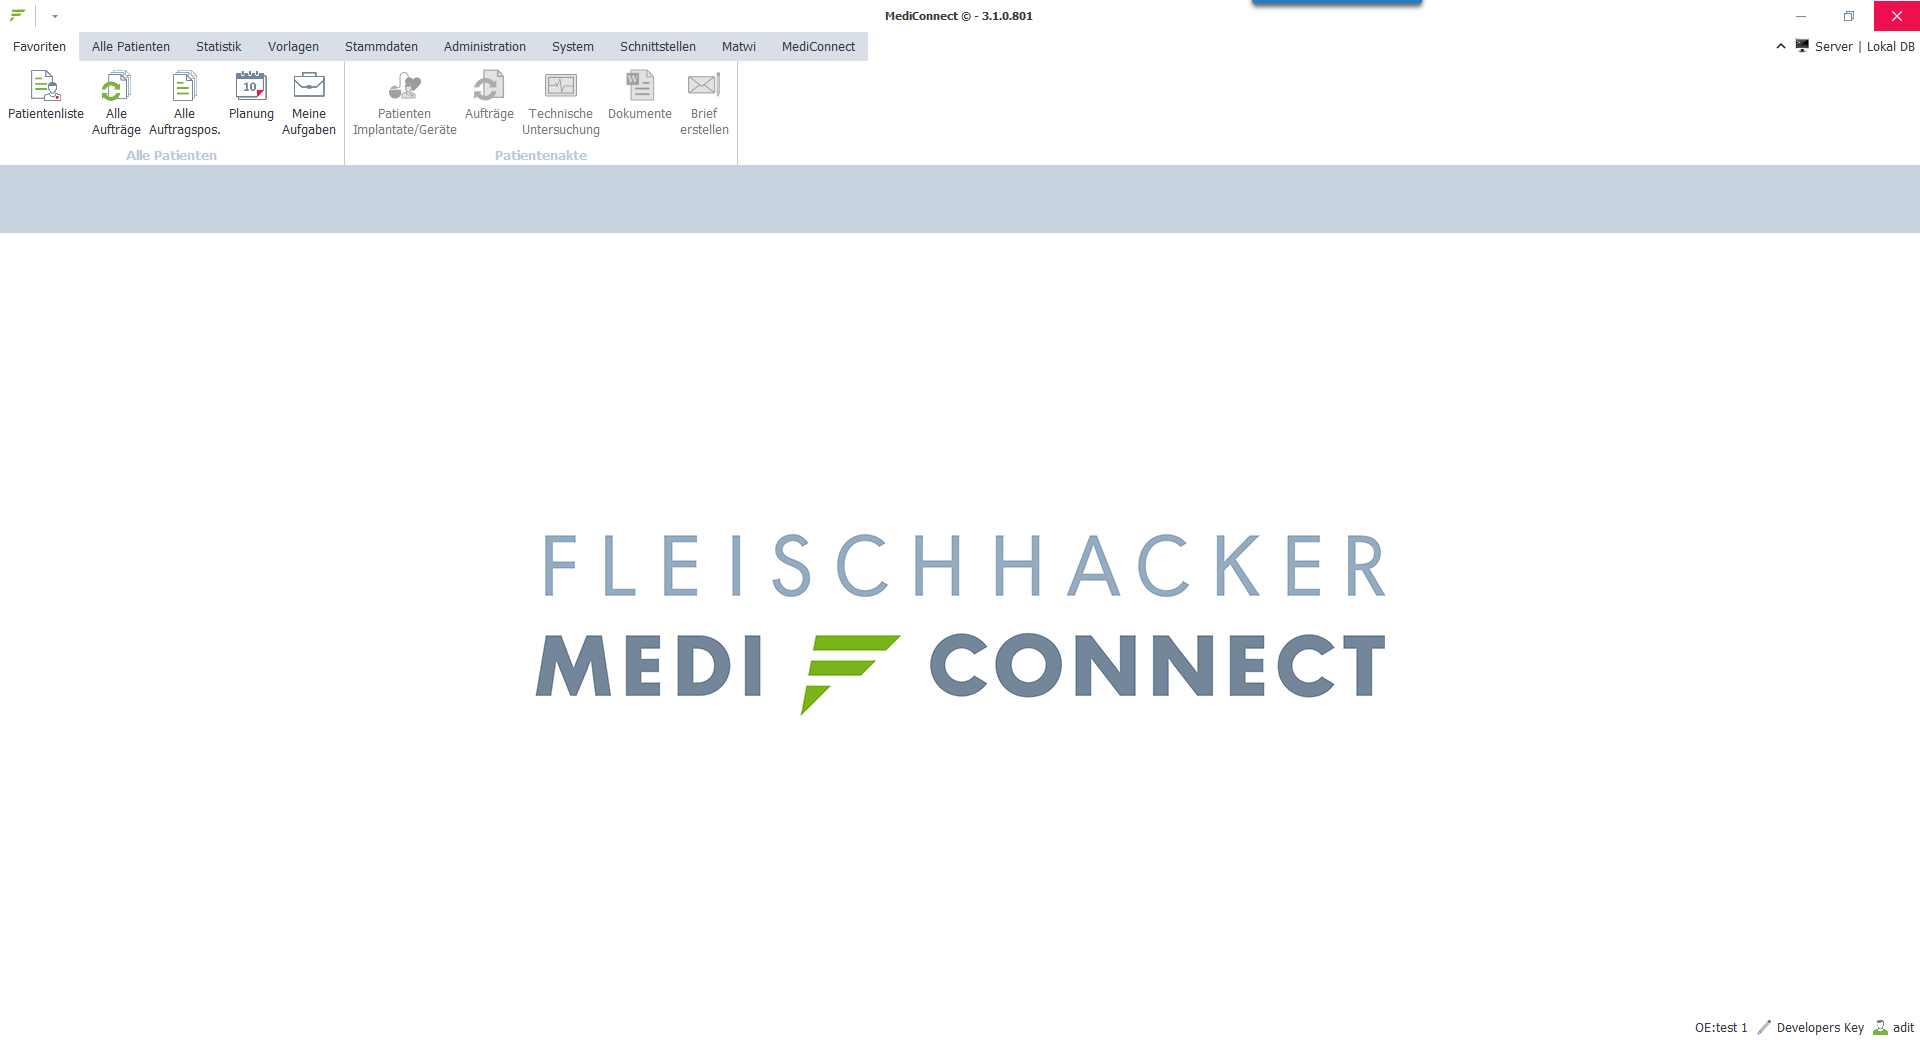 MediConnect © - 3.1.0.801
Favoriten Alle Patienten Statistik Vorlagen Stammdaten Administration System Schnittstellen Matwi MediConnect Server | Lokal DB
Patientenliste
Alle
Aufträge
Alle
Auftragspos.
10
Planung
Meine
Aufgaben
Alle Patienten
Patienten
Implantate/Geräte
Aufträge
Technische
Untersuchung
W
Dokumente
Brief
erstellen
Patientenakte
FLEISCHHACKER
MEDI CONNECT
OE:test 1 Developers Key adit